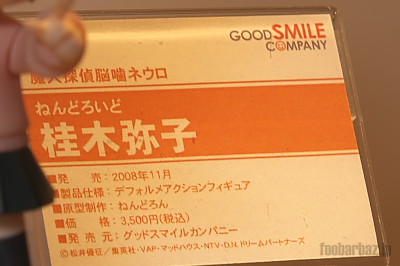 GOOD SMILE
COMPANY
魔人探偵脳噛ネウロ
ねんどろいど
桂木弥子
■発　　売：2008年11月
■製品仕様：デフォルメアクションフィギュア
■原型制作：ねんどろん
■価　　格：3,500円(税込)
■発 売 元：グッドスマイルカンパニー
©松井優征／集英社・VAP・マッドハウス・NTV・D.N.ドリームパートナーズ
foobarbaz.jp